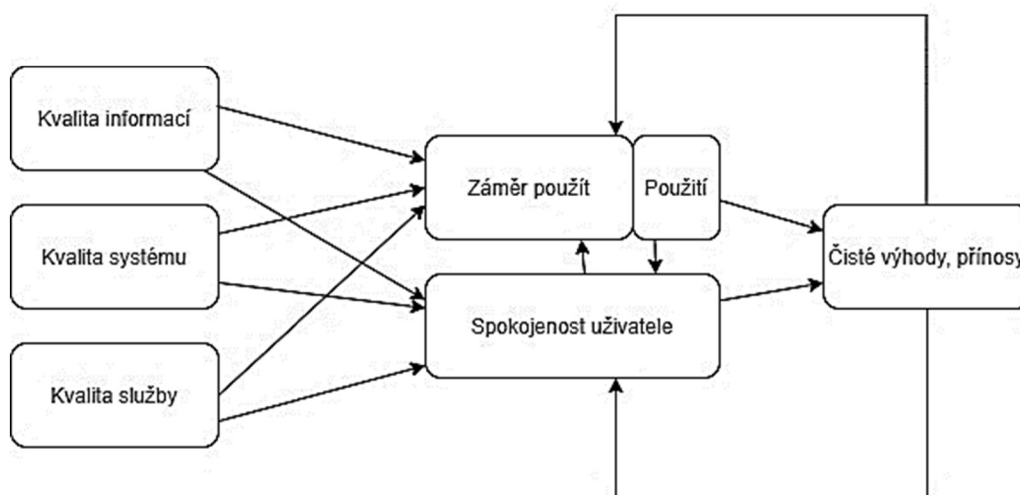 Kvalita informací
Záměr použít
Použití
Kvalita systému
Čisté výhody, přínosy
Spokojenost uživatele
Kvalita služby